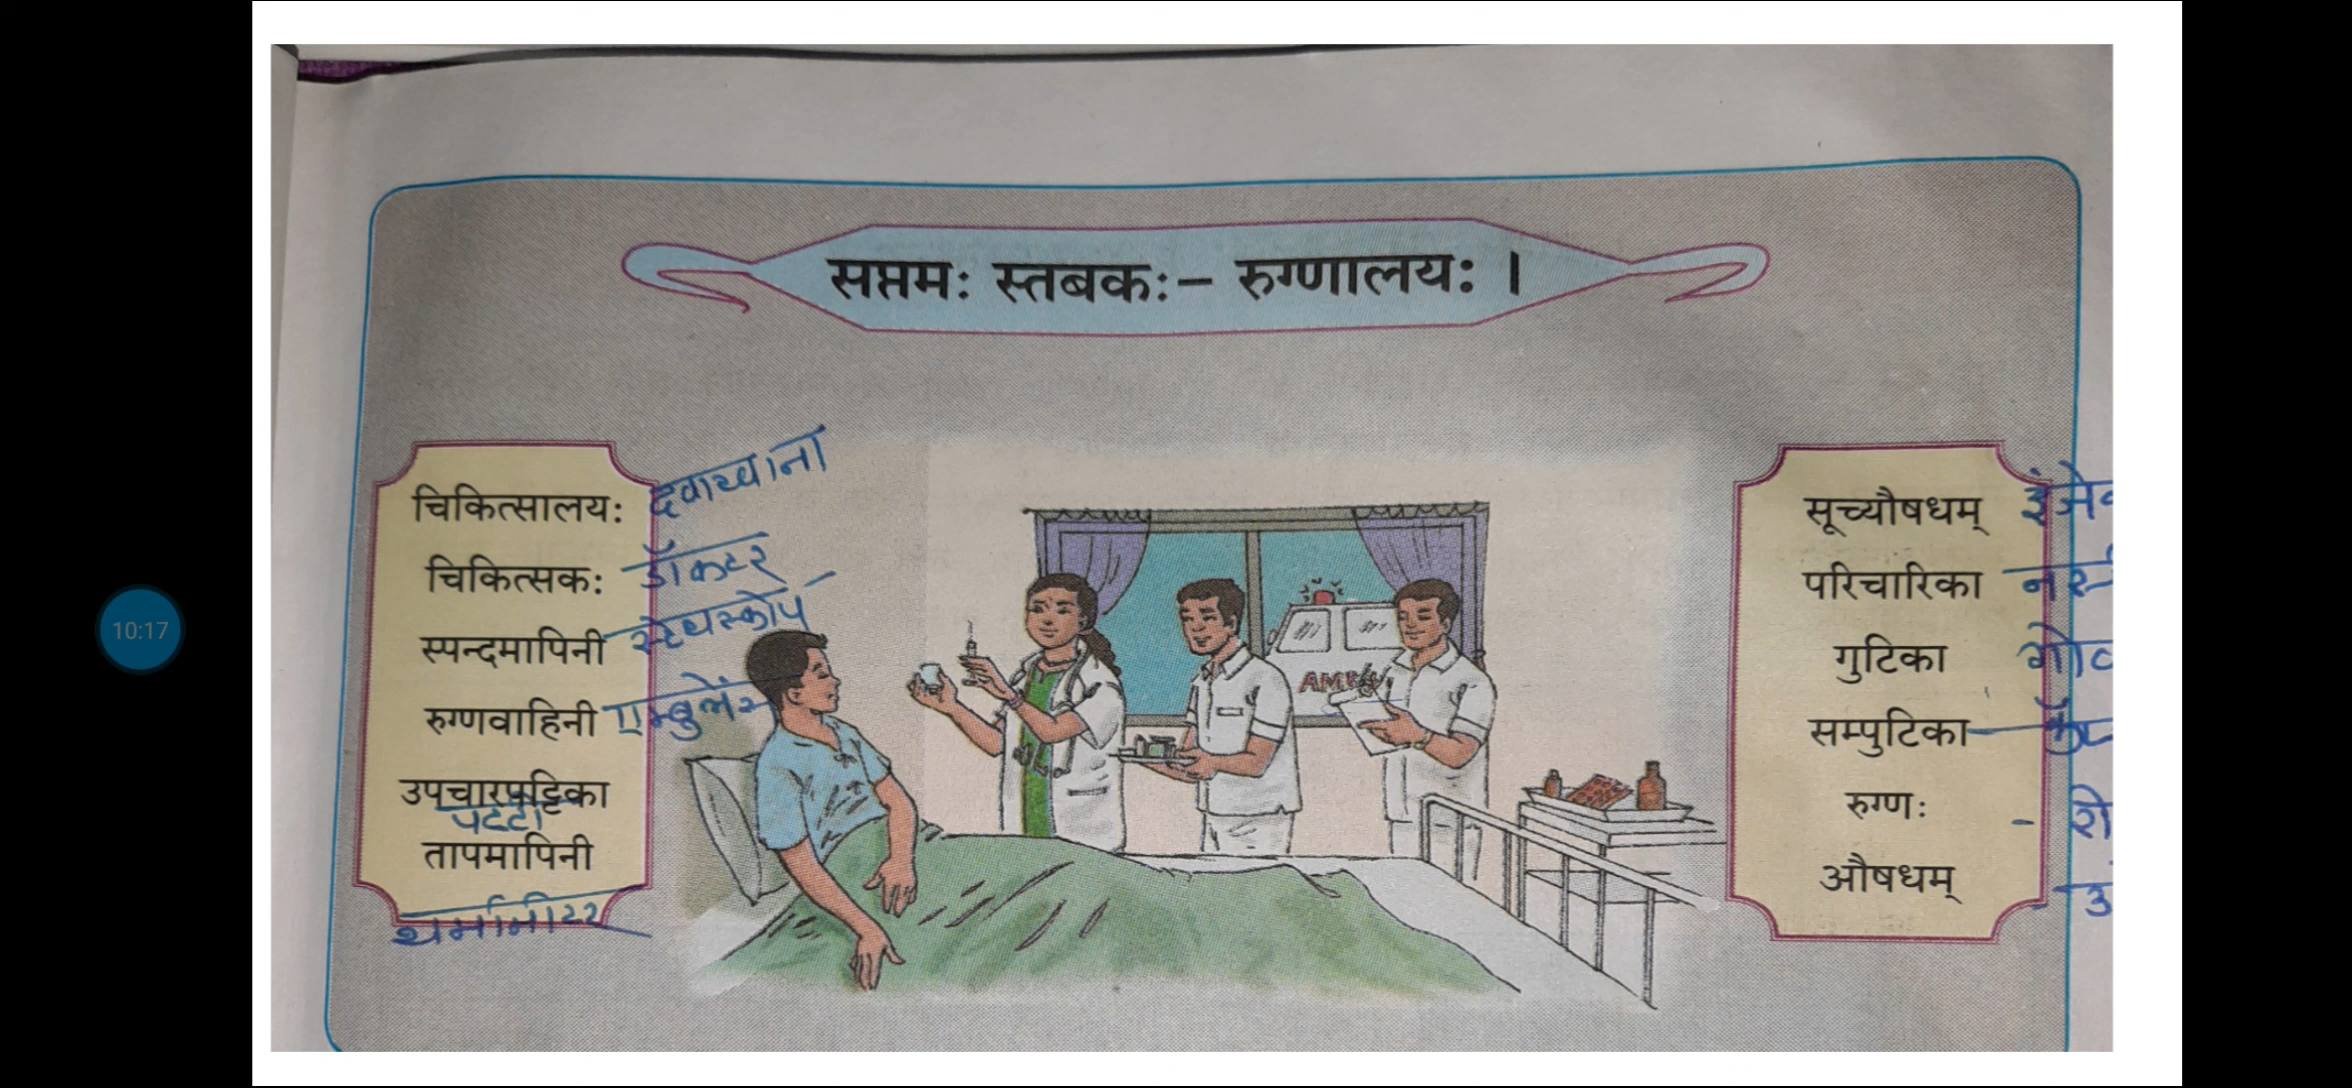 सप्तमः स्तबकः – रुग्णालयः ।
चिकित्सालयः दवाखाना
चिकित्सकः डॉक्टर
स्पन्दमापिनी स्टेथस्कोप
रुग्णवाहिनी एम्बुलेंस
उपचारपट्टिका
पट्टी
तापमापिनी
थर्मामीटर
सूच्यौषधम्
परिचारिका नर्स
गुटिका
सम्पुटिका
रुग्णः
औषधम्
10:17